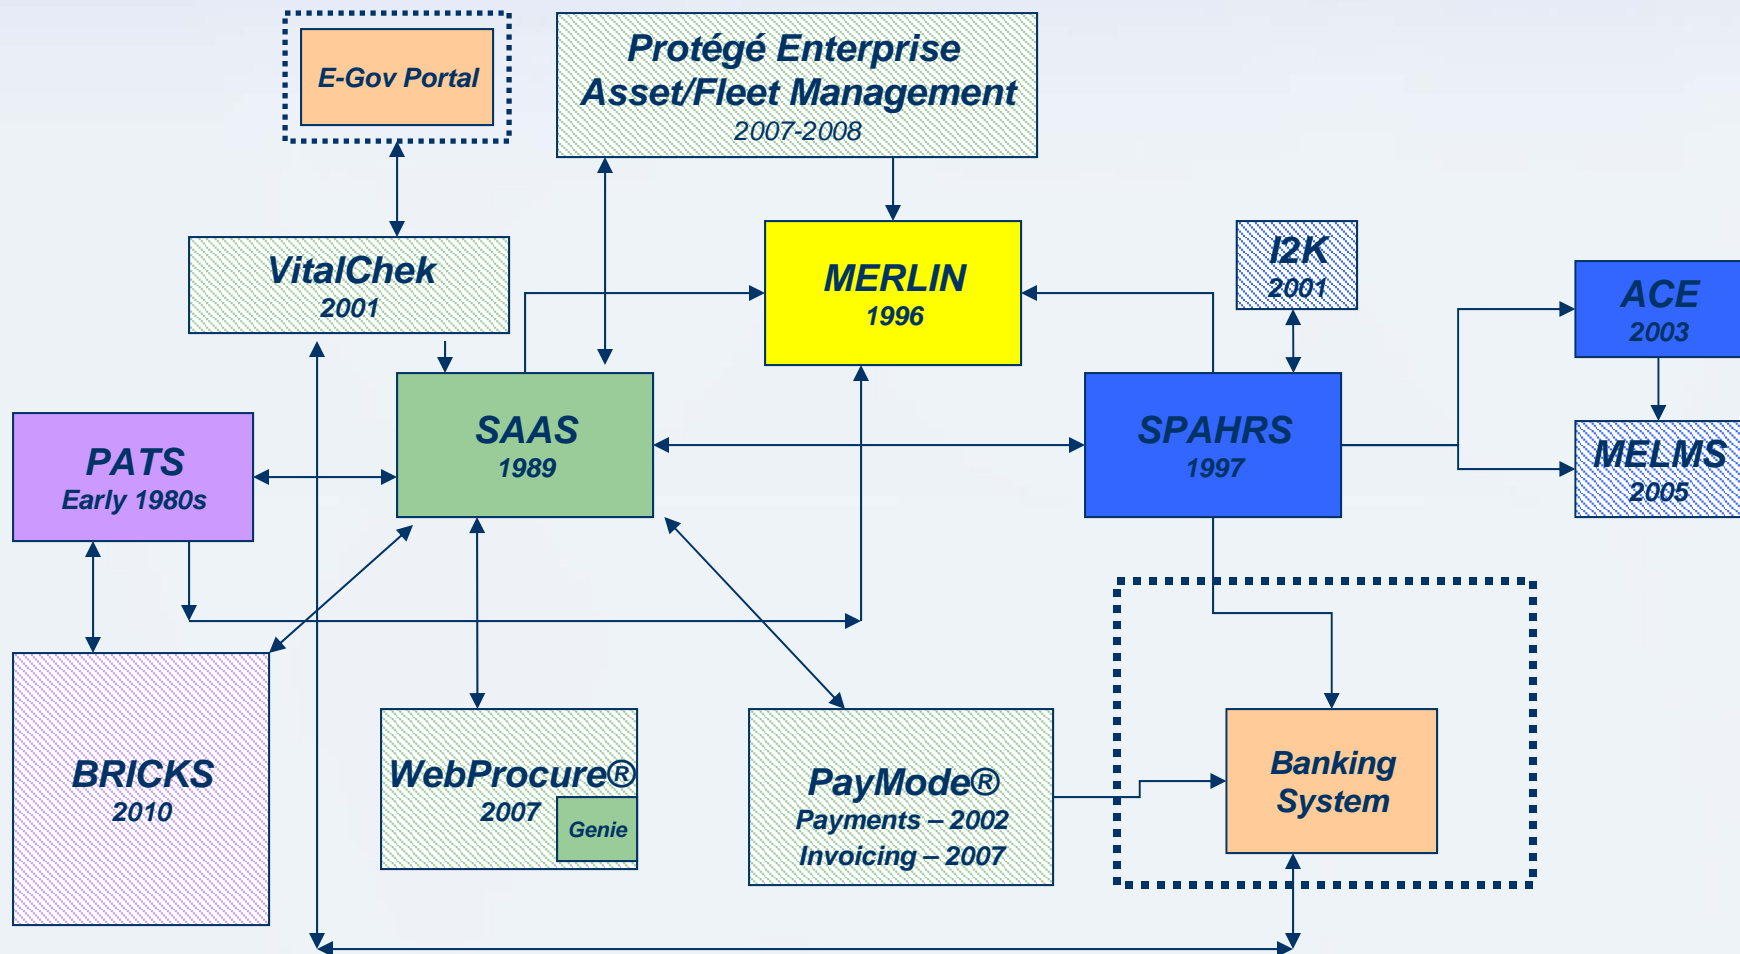 E-Gov Portal
Protégé Enterprise
Asset/Fleet Management
2007-2008
VitalChek
2001
MERLIN
1996
I2K
2001
ACE
2003
PATS
Early 1980s
SAAS
1989
SPAHRS
1997
MELMS
2005
BRICKS
2010
WebProcure®
2007
Genie
PayMode®
Payments – 2002
Invoicing – 2007
Banking
System